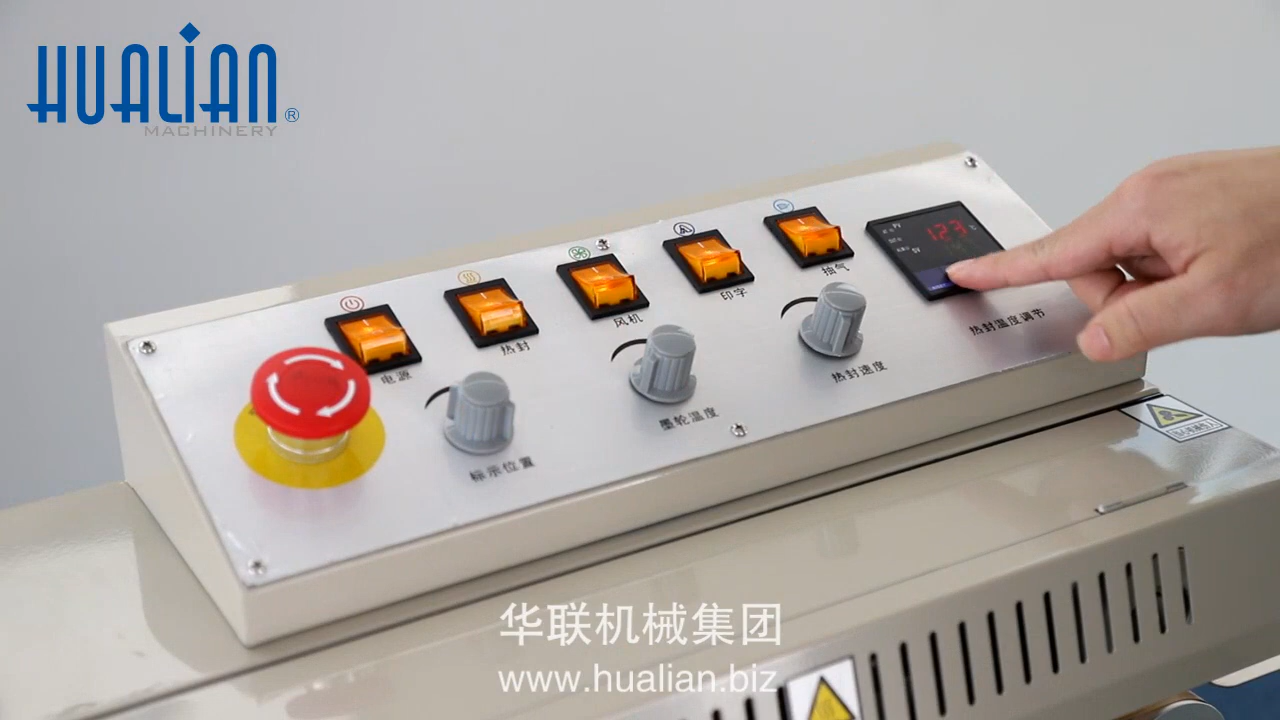 HUALIAN®
MACHINERY
电源
热封
风机
印字
抽气
标示位置
墨轮温度
热封速度
热封温度调节
PV
123
℃
SV
华联机械集团
www.hualian.biz